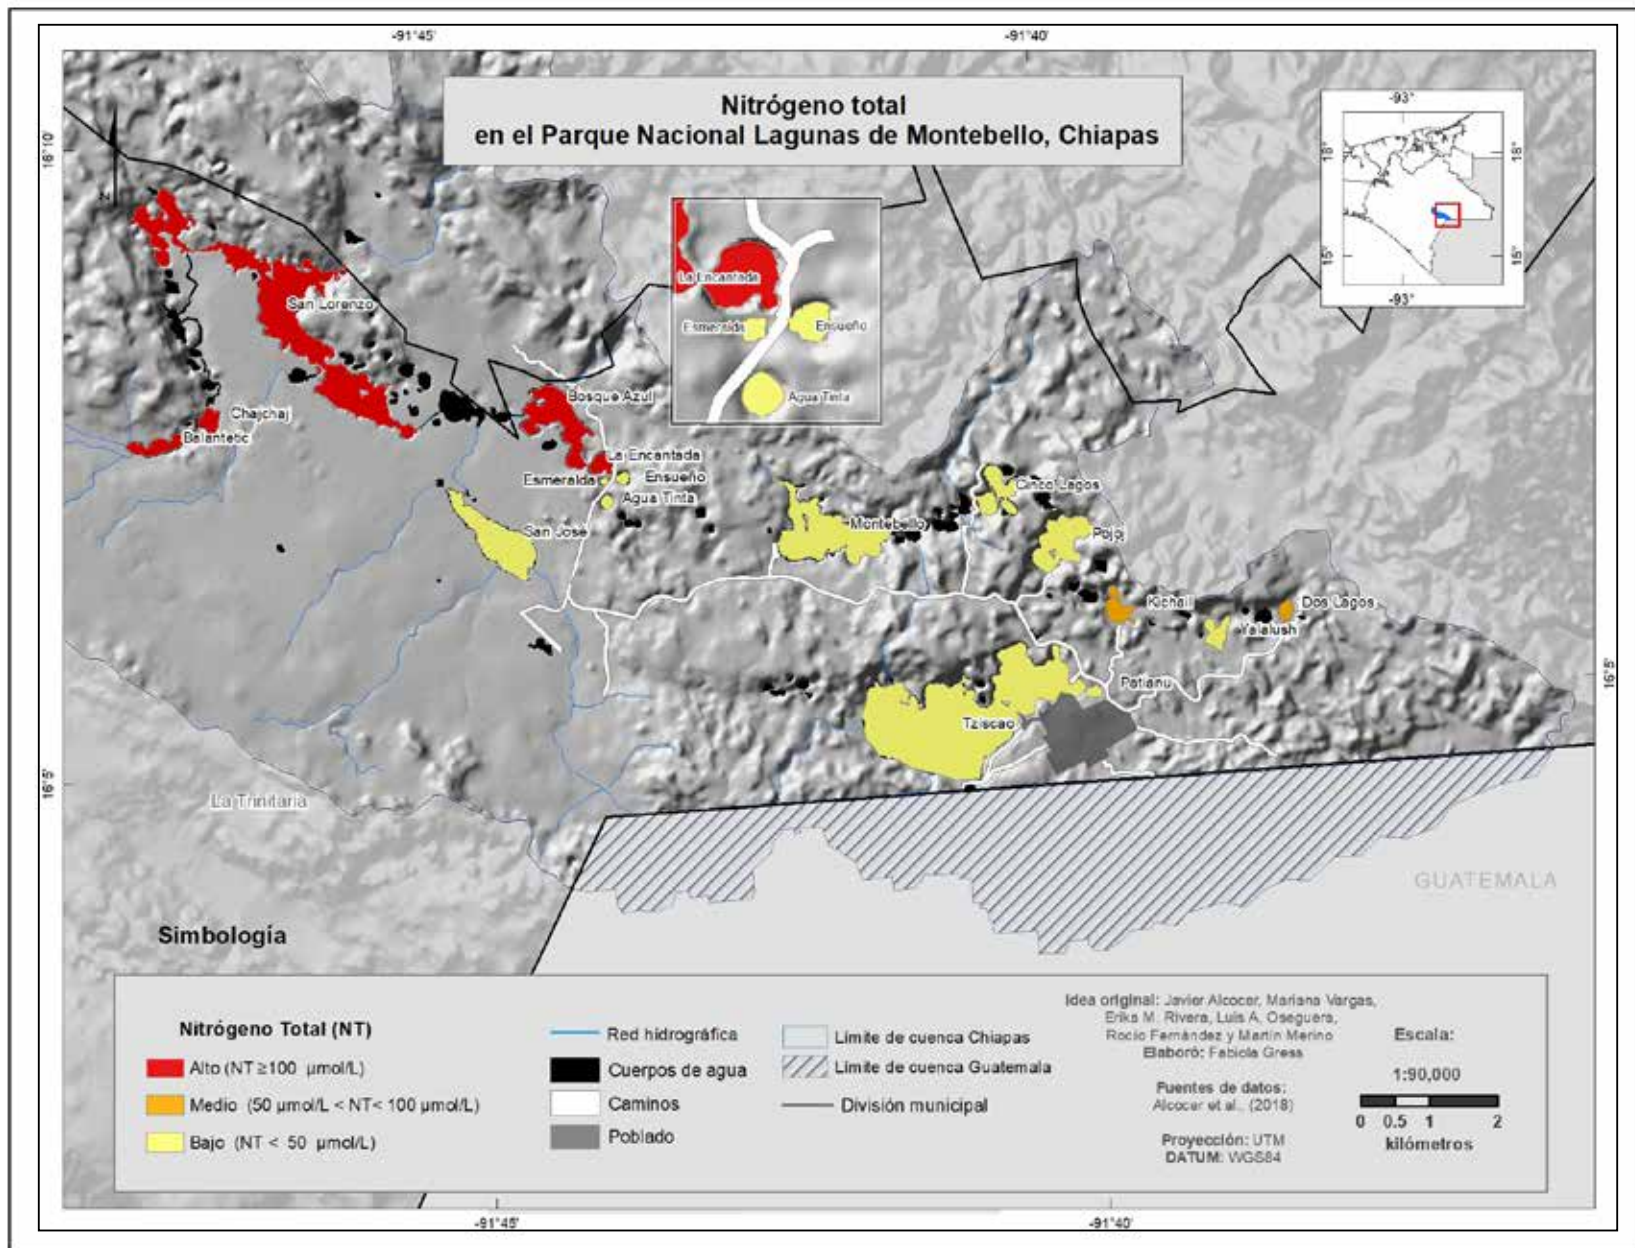 -91°45'
-91°40'
Nitrógeno total
en el Parque Nacional Lagunas de Montebello, Chiapas
-93°
18°
18°
15°
15°
-93°
16°10'
N
La Encantada
Esmeralda
Ensueño
Agua Tinta
San Lorenzo
Bosque Azul
Chajchaj
Balantetic
La Encantada
Esmeralda
Ensueño
Agua Tinta
San José
Montebello
Cinco Lagos
Pojoj
Kichail
Dos Lagos
Yalalush
Patianu
Tziscao
16°5'
16°5'
La Trinitaria
GUATEMALA
Simbología
Nitrógeno Total (NT)
Alto (NT ≥100 µmol/L)
Medio (50 µmol/L < NT< 100 µmol/L)
Bajo (NT < 50 µmol/L)
Red hidrográfica
Cuerpos de agua
Caminos
Poblado
Límite de cuenca Chiapas
Límite de cuenca Guatemala
División municipal
Idea original: Javier Alcocer, Mariana Vargas,
Erika M. Rivera, Luis A. Oseguera,
Rocío Fernández y Martín Merino
Elaboró: Fabiola Gress
Fuentes de datos:
Alcocer et al., (2018)
Proyección: UTM
DATUM: WGS84
Escala:
1:90,000
0 0.5 1 2
kilómetros
-91°45'
-91°40'